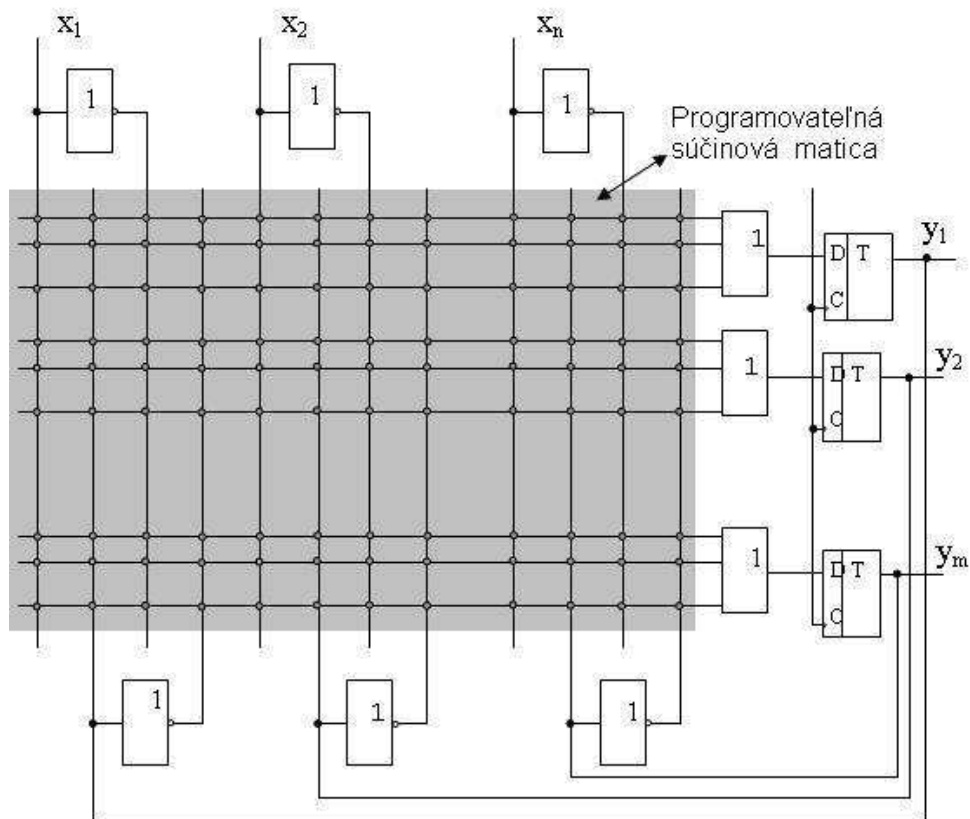 x₁ x₂ xₙ
1 1 1
Programovateľná
súčinová matica
1 D T y₁
C
1 D T y₂
C
1 D T yₘ
C
1 1 1